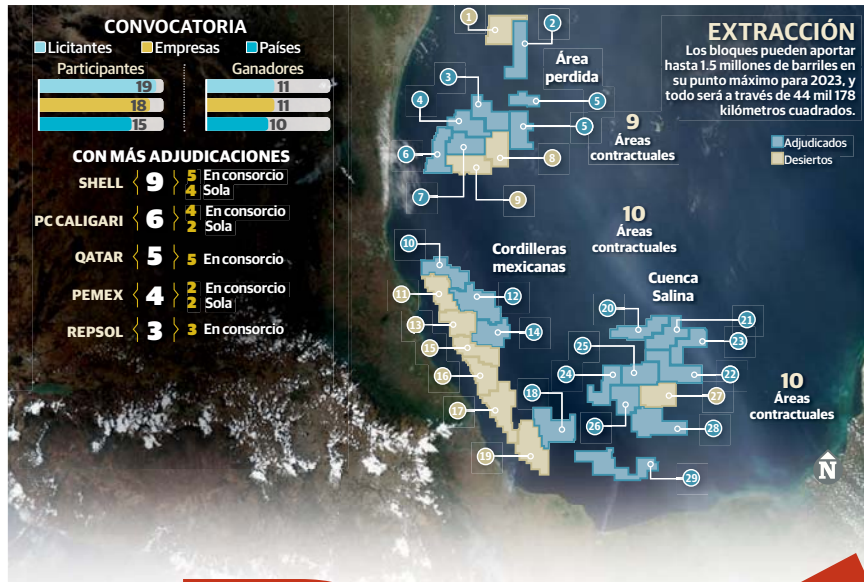 CONVOCATORIA
Licitantes Empresas Países
Participantes
19
18
15
Ganadores
11
11
10
CON MÁS ADJUDICACIONES
SHELL 9 5 En consorcio
4 Sola
PC CALIGARI 6 4 En consorcio
2 Sola
QATAR 5 5 En consorcio
PEMEX 4 2 En consorcio
2 Sola
REPSOL 3 3 En consorcio
EXTRACCIÓN
Los bloques pueden aportar
hasta 1.5 millones de barriles en
su punto máximo para 2023, y
todo será a través de 44 mil 178
kilómetros cuadrados.
Adjudicados
Desiertos
1
2
Área
perdida
3
4
5
5
6
7
8
9
9
Áreas
contractuales
10
Áreas
contractuales
Cordilleras
mexicanas
10
11
12
13
14
15
16
17
18
19
Cuenca
Salina
20
21
23
25
24
22
27
26
28
29
10
Áreas
contractuales
N